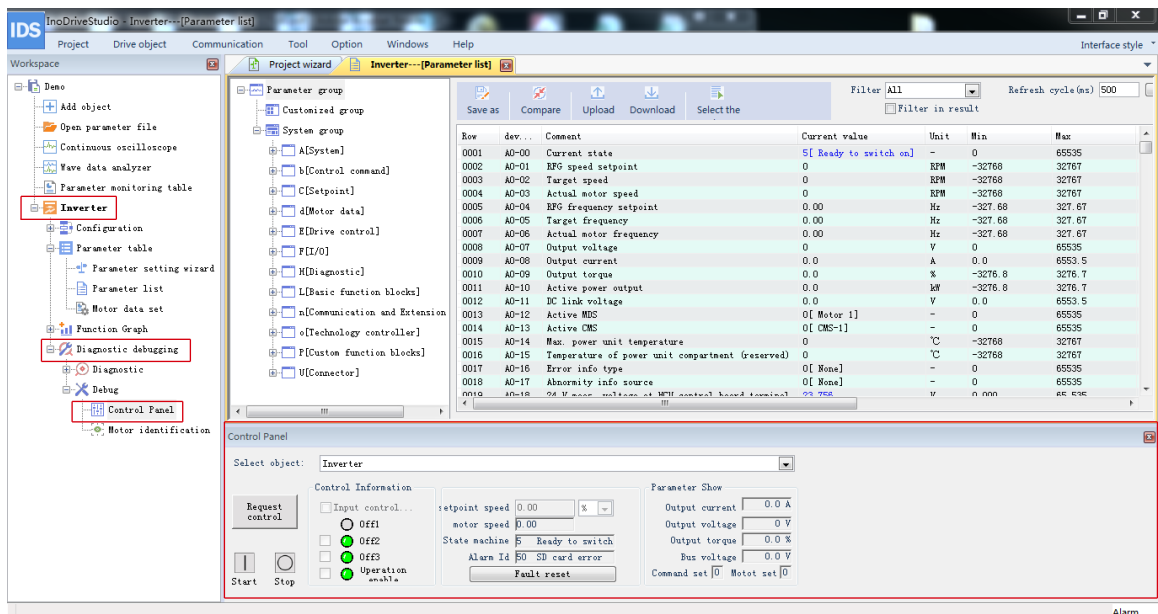 IDS InoDriveStudio - Inverter---[Parameter list]
Project Drive object Communication Tool Option Windows Help Interface style
Workspace
Demo
Add object
Open parameter file
Continuous oscilloscope
Wave data analyzer
Parameter monitoring table
Inverter
Configuration
Parameter table
Parameter setting wizard
Parameter list
Motor data set
Function Graph
Diagnostic debugging
Diagnostic
Debug
Control Panel
Motor identification
Project wizard Inverter---[Parameter list]
Parameter group
Customized group
System group
A[System]
b[Control command]
C[Setpoint]
d[Motor data]
E[Drive control]
F[I/O]
H[Diagnostic]
L[Basic function blocks]
n[Communication and Extension
o[Technology controller]
P[Custom function blocks]
U[Connector]
Save as Compare Upload Download Select the
Filter All Refresh cycle(ms) 500
Filter in result
Row dev... Comment Current value Unit Min Max
0001 A0-00 Current state 5[ Ready to switch on] - 0 65535
0002 A0-01 RFG speed setpoint 0 RPM -32768 32767
0003 A0-02 Target speed 0 RPM -32768 32767
0004 A0-03 Actual motor speed 0 RPM -32768 32767
0005 A0-04 RFG frequency setpoint 0.00 Hz -327.68 327.67
0006 A0-05 Target frequency 0.00 Hz -327.68 327.67
0007 A0-06 Actual motor frequency 0.00 Hz -327.68 327.67
0008 A0-07 Output voltage 0 V 0 65535
0009 A0-08 Output current 0.0 A 0.0 6553.5
0010 A0-09 Output torque 0.0 % -3276.8 3276.7
0011 A0-10 Active power output 0.0 kW -3276.8 3276.7
0012 A0-11 DC link voltage 0.0 V 0.0 6553.5
0013 A0-12 Active MDS 0[ Motor 1] - 0 65535
0014 A0-13 Active CMS 0[ CMS-1] - 0 65535
0015 A0-14 Max. power unit temperature 0 ℃ -32768 32767
0016 A0-15 Temperature of power unit compartment (reserved) 0 ℃ -32768 32767
0017 A0-16 Error info type 0[ None] - 0 65535
0018 A0-17 Abnormity info source 0[ None] - 0 65535
0019 A0-18 24 V meas. voltage at MCU control board terminal 23.756 V 0.000 65.535
Control Panel
Select object: Inverter
Request control
Start Stop
Control Information
Input control...
Off1
Off2
Off3
Operation enable
setpoint speed 0.00 %
motor speed 0.00
State machine 5 Ready to switch
Alarm Id 50 SD card error
Fault reset
Parameter Show
Output current 0.0 A
Output voltage 0 V
Output torque 0.0 %
Bus voltage 0.0 V
Command set 0 Motot set 0
Alarm